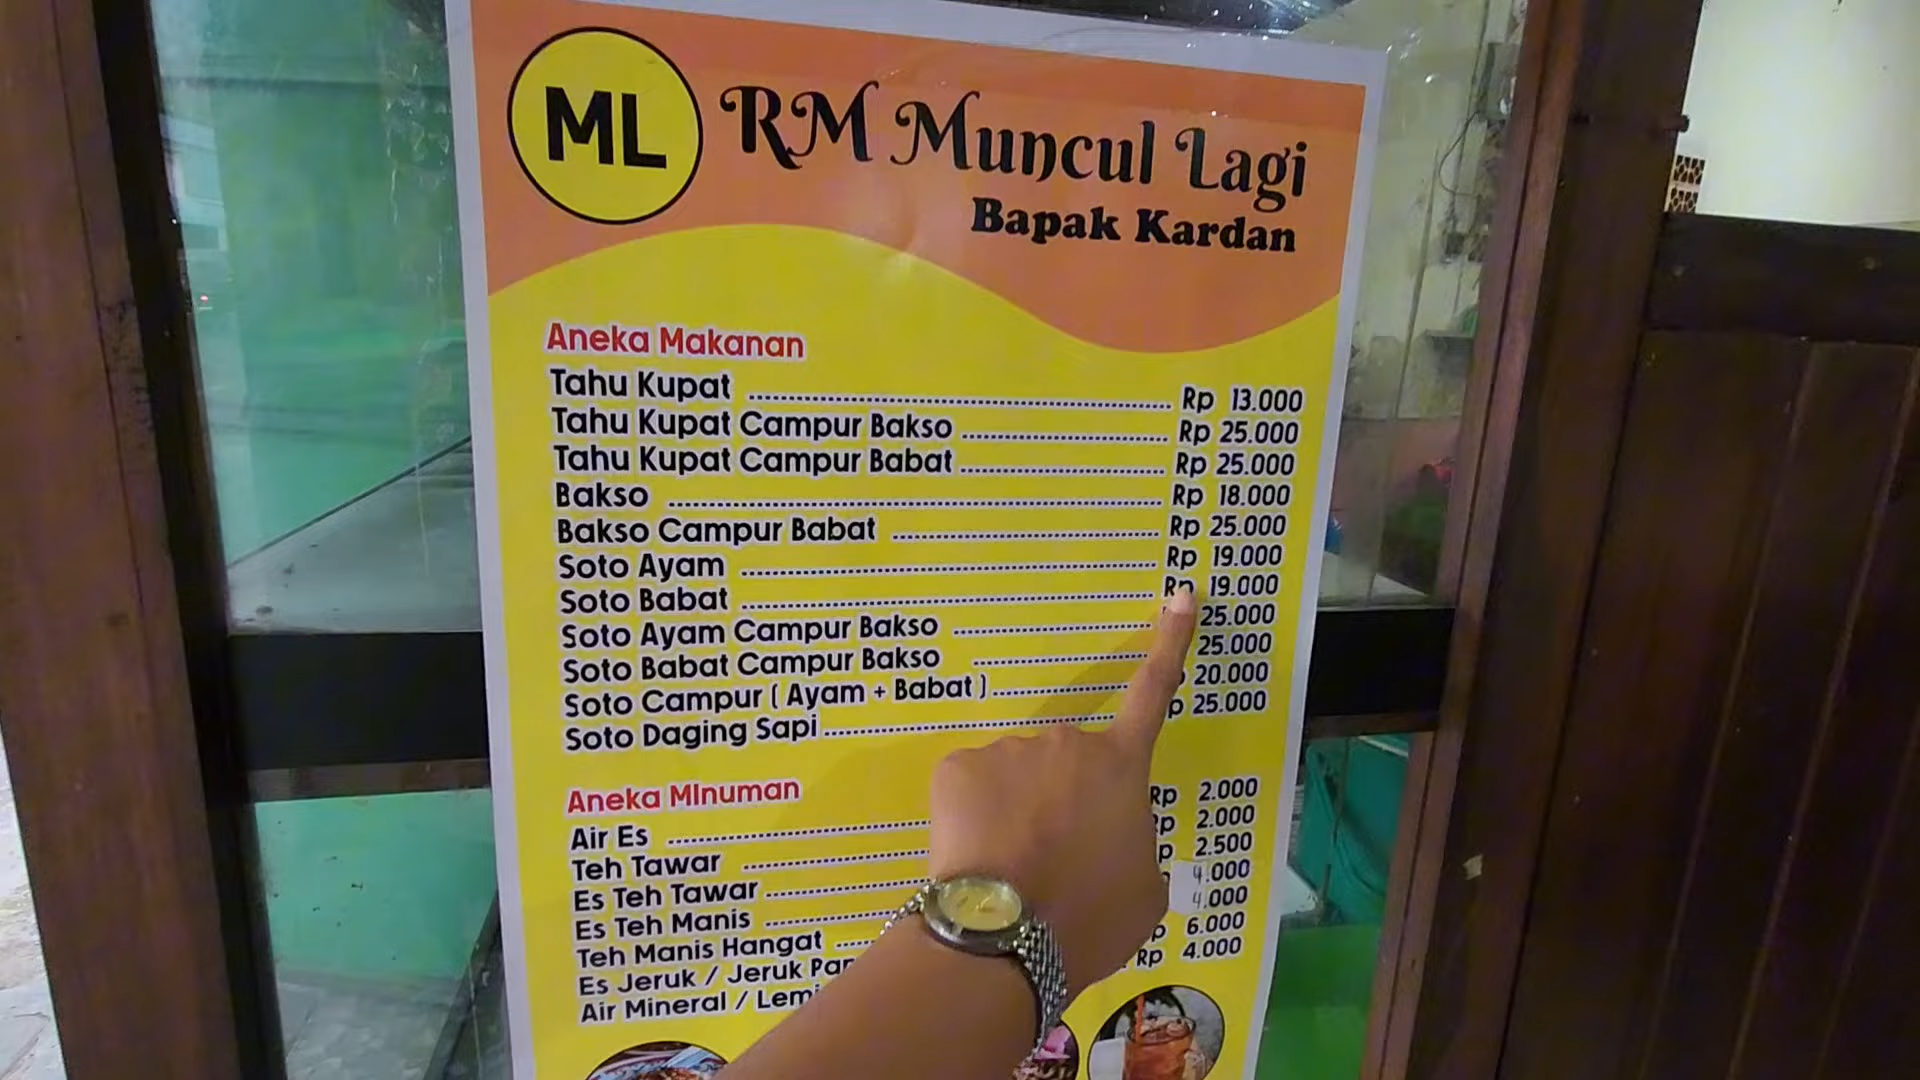 ML
RM Muncul Lagi
Bapak Kardan
Aneka Makanan
Tahu Kupat ........ Rp 13.000
Tahu Kupat Campur Bakso ........ Rp 25.000
Tahu Kupat Campur Babat ........ Rp 25.000
Bakso ........ Rp 18.000
Bakso Campur Babat ........ Rp 25.000
Soto Ayam ........ Rp 19.000
Soto Babat ........ Rp 19.000
Soto Ayam Campur Bakso ........ 25.000
Soto Babat Campur Bakso ........ 25.000
Soto Campur ( Ayam + Babat ) ........ 20.000
Soto Daging Sapi ........ 25.000
Aneka MInuman
Air Es ........ Rp 2.000
Teh Tawar ........ 2.000
Es Teh Tawar ........ 2.500
Es Teh Manis ........ 4.000
Teh Manis Hangat ........ 4.000
Es Jeruk / Jeruk 6.000
Air Mineral / Rp 4.000